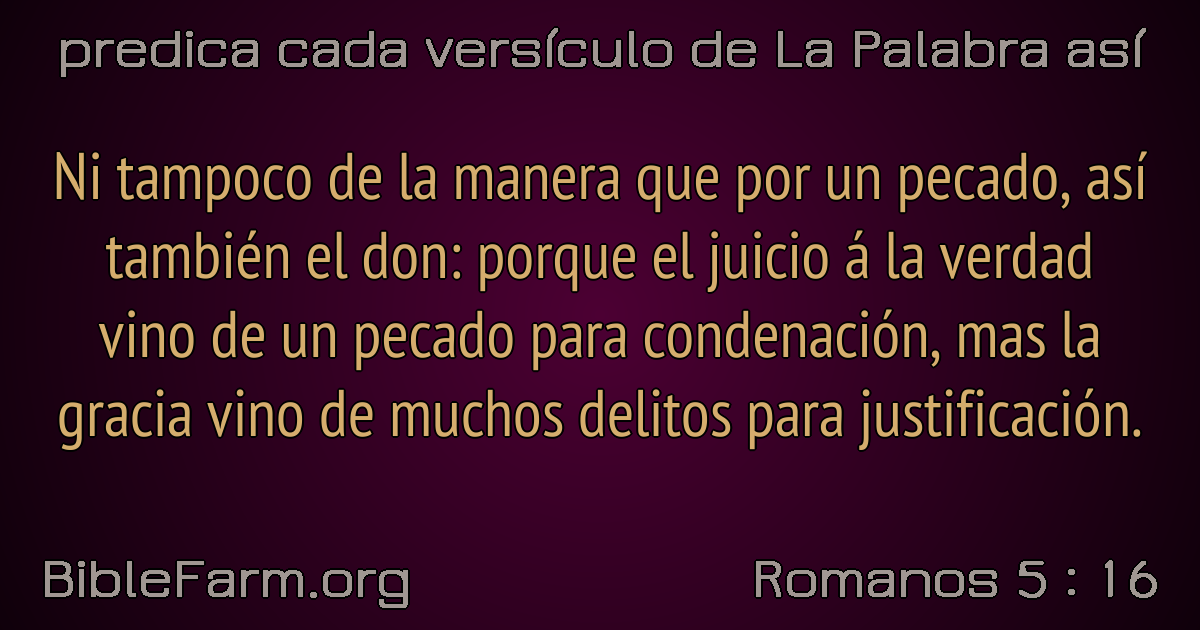 predica cada versículo de La Palabra así
Ni tampoco de la manera que por un pecado, así
también el don: porque el juicio á la verdad
vino de un pecado para condenación, mas la
gracia vino de muchos delitos para justificación.
BibleFarm.org
Romanos 5 : 16